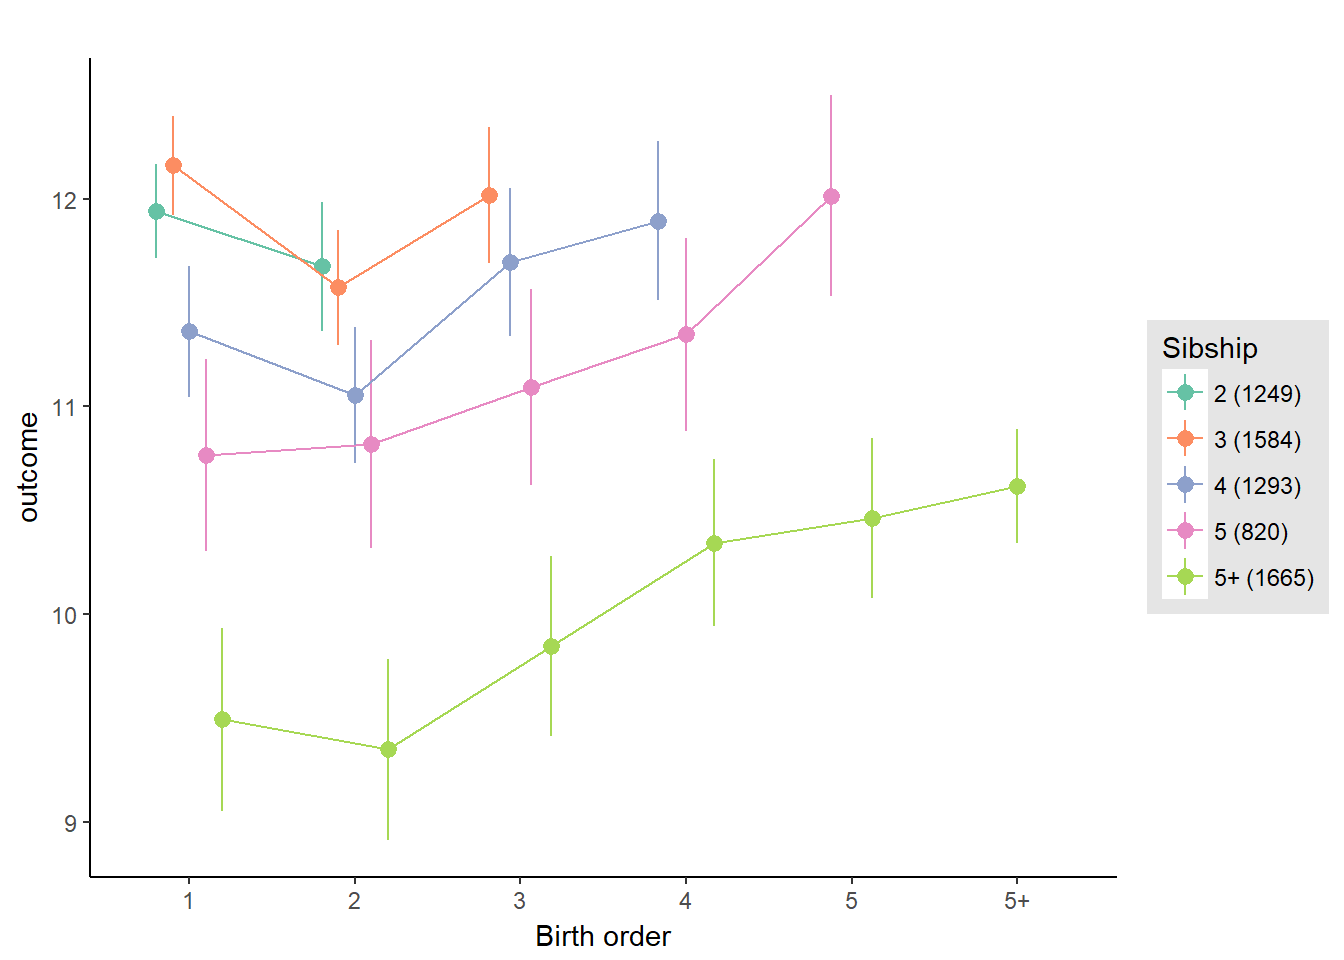 12
11
10
9
outcome
1 2 3 4 5 5+
Birth order
Sibship
2 (1249)
3 (1584)
4 (1293)
5 (820)
5+ (1665)